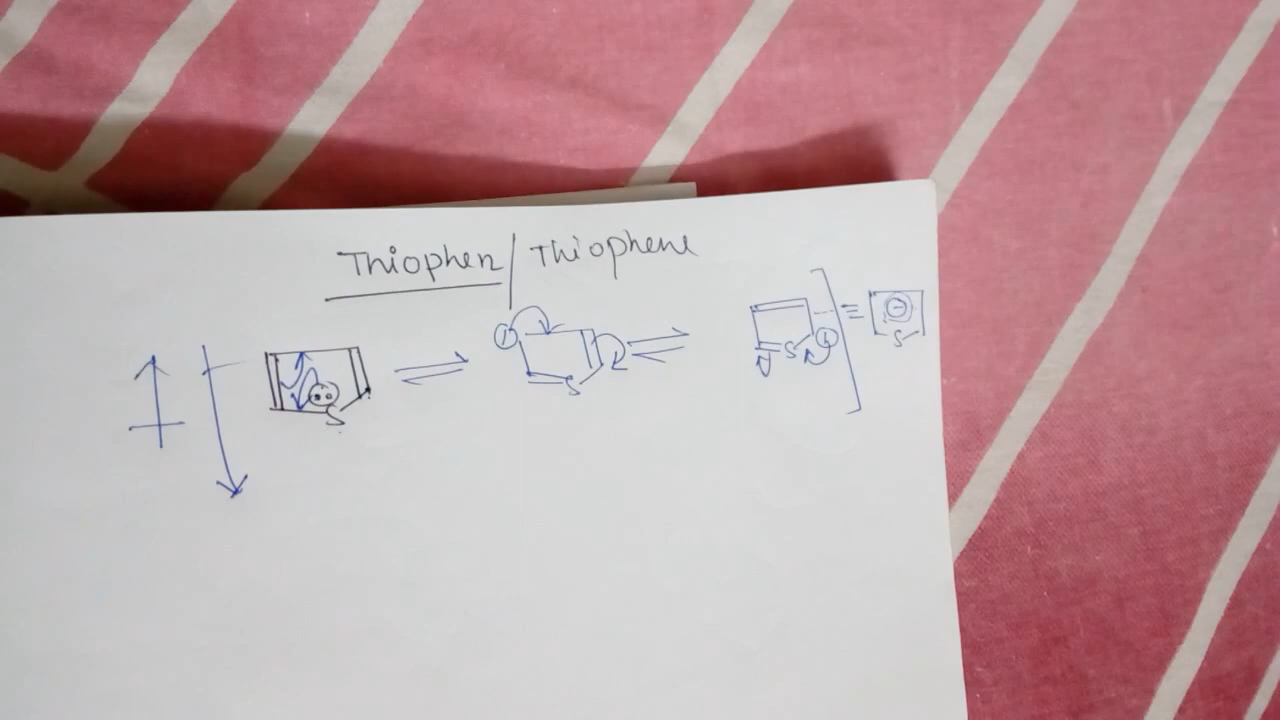 Thiophen / Thiophene
S ⇌ S ⇌ S ] ≡ S